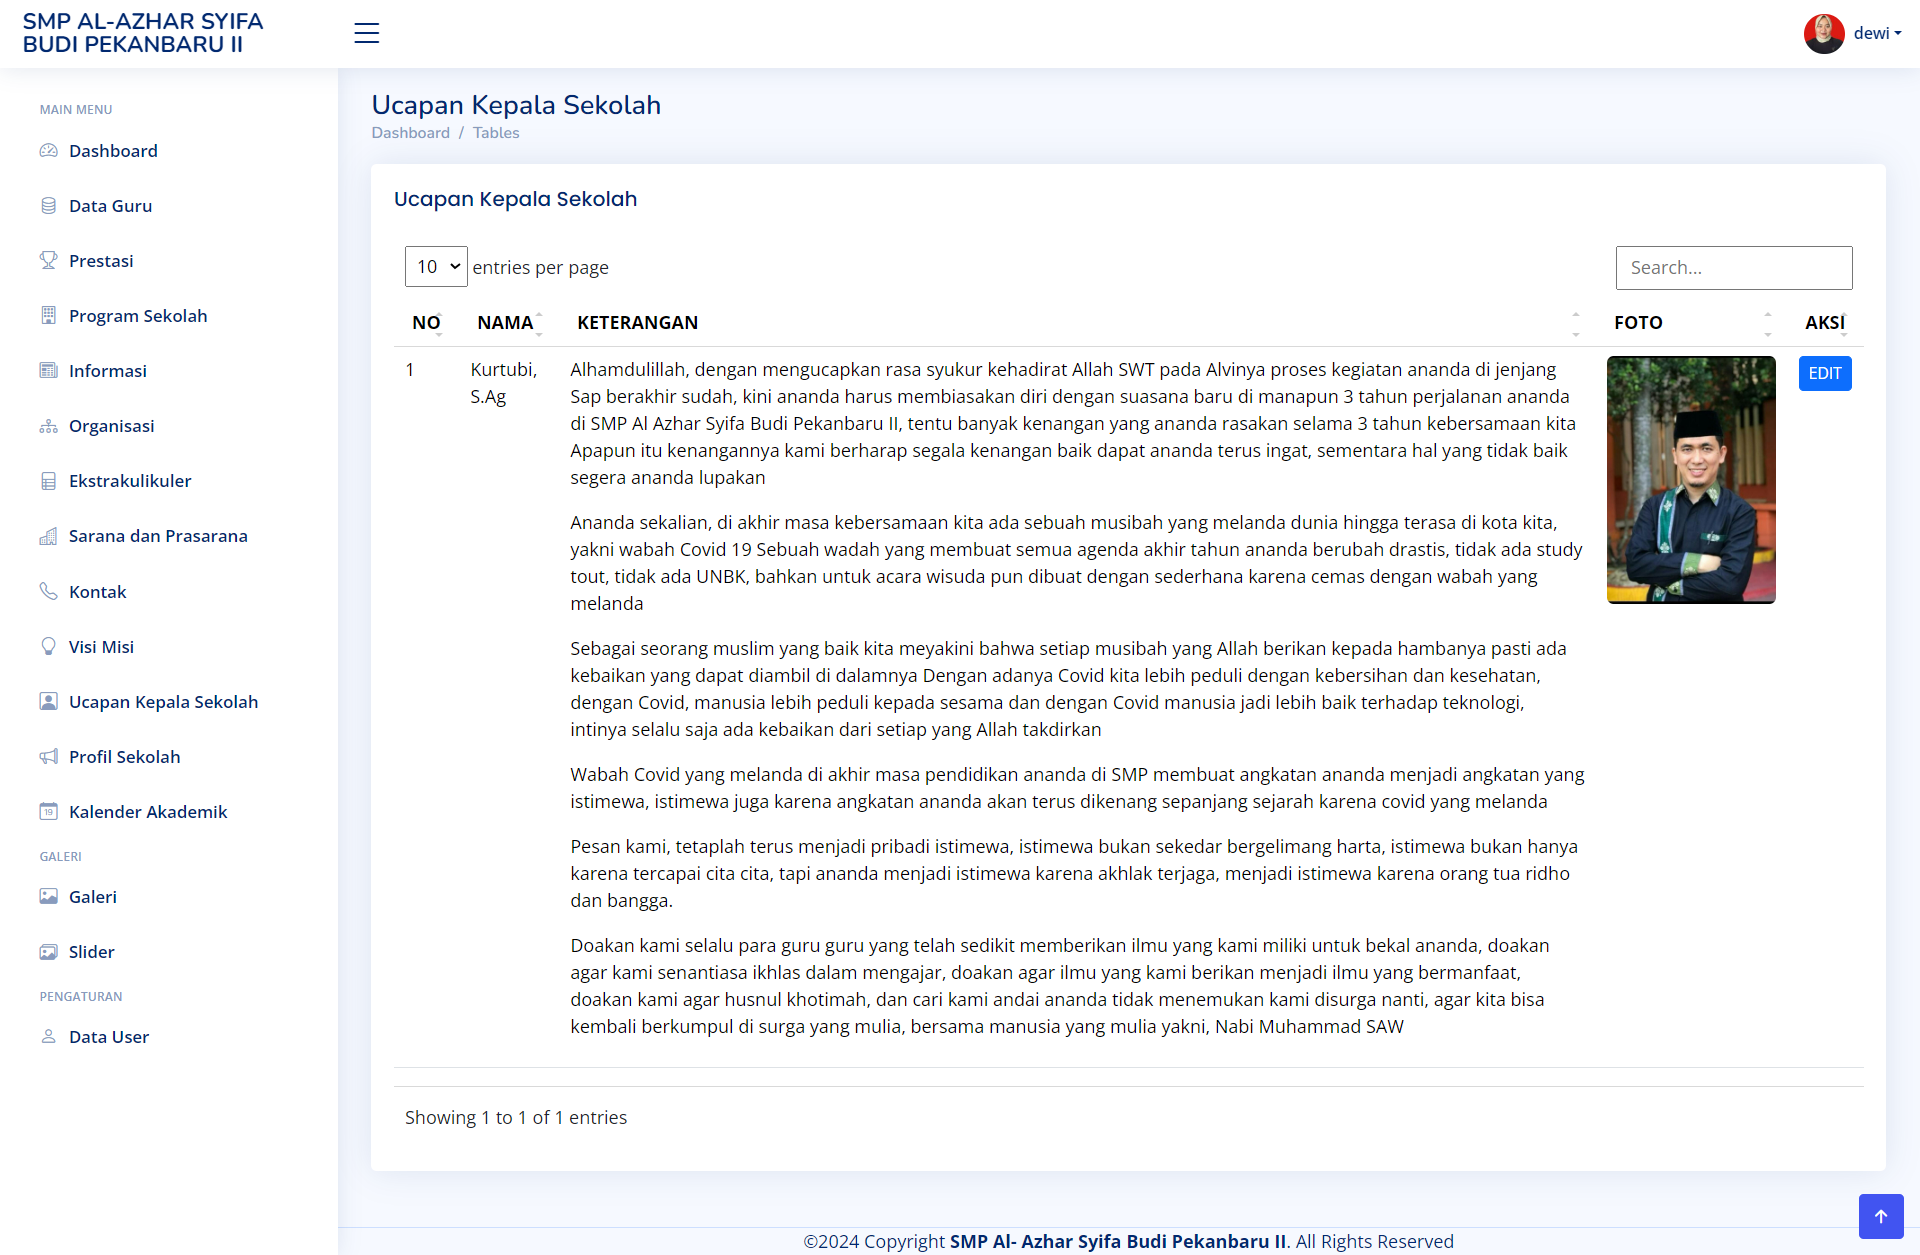 SMP AL-AZHAR SYIFA
BUDI PEKANBARU II
dewi
MAIN MENU
Dashboard
Data Guru
Prestasi
Program Sekolah
Informasi
Organisasi
Ekstrakulikuler
Sarana dan Prasarana
Kontak
Visi Misi
Ucapan Kepala Sekolah
Profil Sekolah
19
Kalender Akademik
GALERI
Galeri
Slider
PENGATURAN
Data User
Ucapan Kepala Sekolah
Dashboard / Tables
Ucapan Kepala Sekolah
10 entries per page
Search...
NO NAMA KETERANGAN FOTO AKSI
1
Kurtubi,
S.Ag
Alhamdulillah, dengan mengucapkan rasa syukur kehadirat Allah SWT pada Alvinya proses kegiatan ananda di jenjang
Sap berakhir sudah, kini ananda harus membiasakan diri dengan suasana baru di manapun 3 tahun perjalanan ananda
di SMP Al Azhar Syifa Budi Pekanbaru II, tentu banyak kenangan yang ananda rasakan selama 3 tahun kebersamaan kita
Apapun itu kenangannya kami berharap segala kenangan baik dapat ananda terus ingat, sementara hal yang tidak baik
segera ananda lupakan
Ananda sekalian, di akhir masa kebersamaan kita ada sebuah musibah yang melanda dunia hingga terasa di kota kita,
yakni wabah Covid 19 Sebuah wadah yang membuat semua agenda akhir tahun ananda berubah drastis, tidak ada study
tout, tidak ada UNBK, bahkan untuk acara wisuda pun dibuat dengan sederhana karena cemas dengan wabah yang
melanda
Sebagai seorang muslim yang baik kita meyakini bahwa setiap musibah yang Allah berikan kepada hambanya pasti ada
kebaikan yang dapat diambil di dalamnya Dengan adanya Covid kita lebih peduli dengan kebersihan dan kesehatan,
dengan Covid, manusia lebih peduli kepada sesama dan dengan Covid manusia jadi lebih baik terhadap teknologi,
intinya selalu saja ada kebaikan dari setiap yang Allah takdirkan
Wabah Covid yang melanda di akhir masa pendidikan ananda di SMP membuat angkatan ananda menjadi angkatan yang
istimewa, istimewa juga karena angkatan ananda akan terus dikenang sepanjang sejarah karena covid yang melanda
Pesan kami, tetaplah terus menjadi pribadi istimewa, istimewa bukan sekedar bergelimang harta, istimewa bukan hanya
karena tercapai cita cita, tapi ananda menjadi istimewa karena akhlak terjaga, menjadi istimewa karena orang tua ridho
dan bangga.
Doakan kami selalu para guru guru yang telah sedikit memberikan ilmu yang kami miliki untuk bekal ananda, doakan
agar kami senantiasa ikhlas dalam mengajar, doakan agar ilmu yang kami berikan menjadi ilmu yang bermanfaat,
doakan kami agar husnul khotimah, dan cari kami andai ananda tidak menemukan kami disurga nanti, agar kita bisa
kembali berkumpul di surga yang mulia, bersama manusia yang mulia yakni, Nabi Muhammad SAW
EDIT
Showing 1 to 1 of 1 entries
©2024 Copyright SMP Al- Azhar Syifa Budi Pekanbaru II. All Rights Reserved